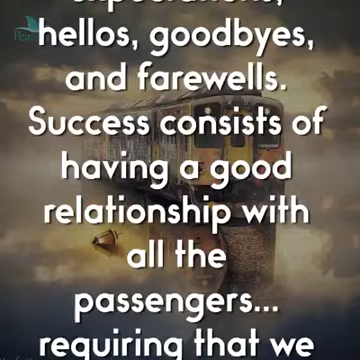 hellos, goodbyes,
and farewells.
Success consists of
having a good
relationship with
all the
passengers...
requiring that we